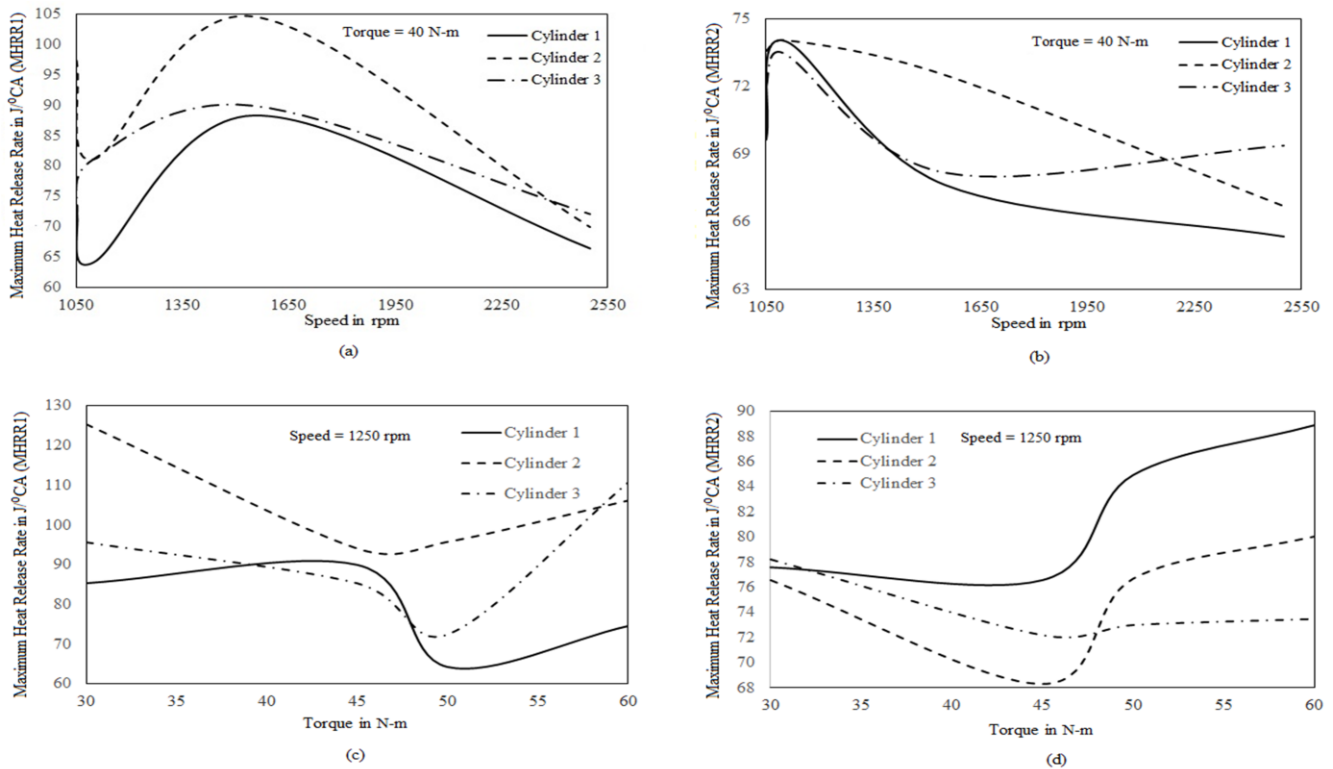 Maximum Heat Release Rate in J/⁰CA (MHRR1)
105
100
95
90
85
80
75
70
65
60
Torque = 40 N-m
Cylinder 1
Cylinder 2
Cylinder 3
1050 1350 1650 1950 2250 2550
Speed in rpm
(a)
Maximum Heat Release Rate in J/⁰CA (MHRR2)
75
72
69
66
63
Torque = 40 N-m
Cylinder 1
Cylinder 2
Cylinder 3
1050 1350 1650 1950 2250 2550
Speed in rpm
(b)
Maximum Heat Release Rate in J/⁰CA (MHRR1)
130
120
110
100
90
80
70
60
Speed = 1250 rpm
Cylinder 1
Cylinder 2
Cylinder 3
30 35 40 45 50 55 60
Torque in N-m
(c)
Maximum Heat Release Rate in J/⁰CA (MHRR2)
90
88
86
84
82
80
78
76
74
72
70
68
Cylinder 1
Cylinder 2
Cylinder 3
Speed = 1250 rpm
30 35 40 45 50 55 60
Torque in N-m
(d)